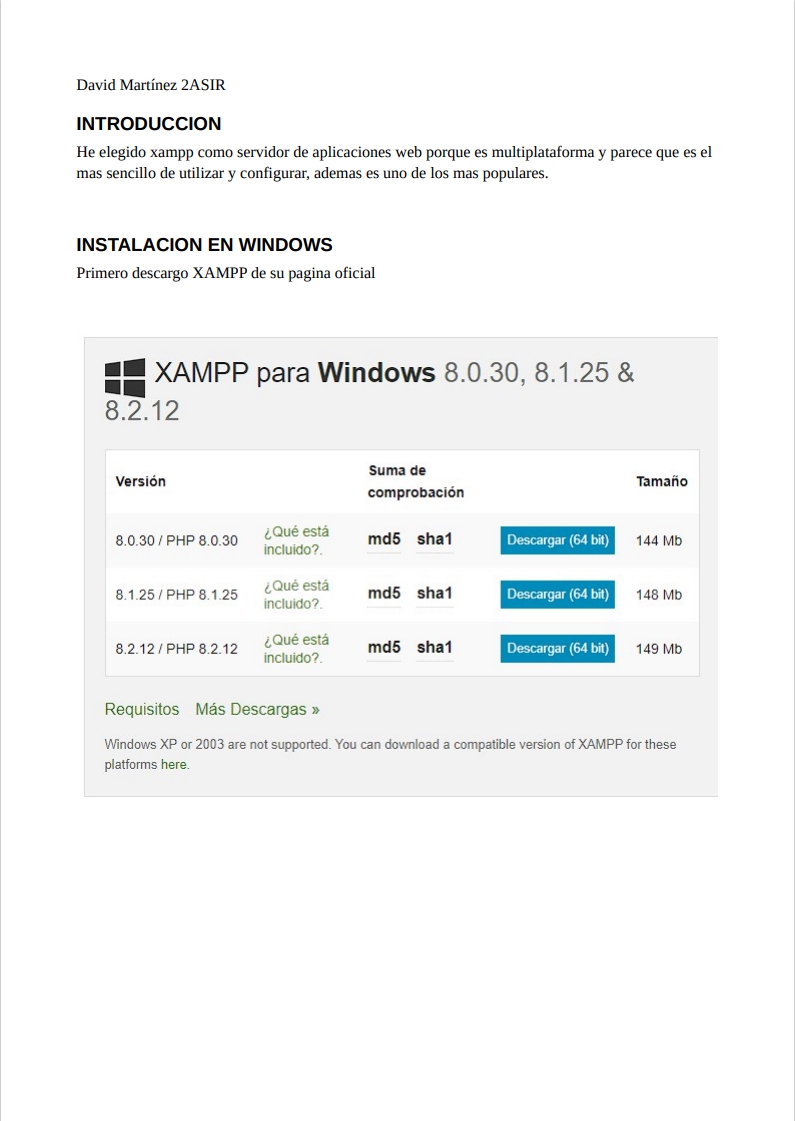 David Martínez 2ASIR
INTRODUCCION
He elegido xampp como servidor de aplicaciones web porque es multiplataforma y parece que es el
mas sencillo de utilizar y configurar, ademas es uno de los mas populares.
INSTALACION EN WINDOWS
Primero descargo XAMPP de su pagina oficial
XAMPP para Windows 8.0.30, 8.1.25 &
8.2.12
Versión Suma de comprobación Tamaño
8.0.30 / PHP 8.0.30 ¿Qué está incluido?. md5 sha1 Descargar (64 bit) 144 Mb
8.1.25 / PHP 8.1.25 ¿Qué está incluido?. md5 sha1 Descargar (64 bit) 148 Mb
8.2.12 / PHP 8.2.12 ¿Qué está incluido?. md5 sha1 Descargar (64 bit) 149 Mb
Requisitos Más Descargas »
Windows XP or 2003 are not supported. You can download a compatible version of XAMPP for these
platforms here.